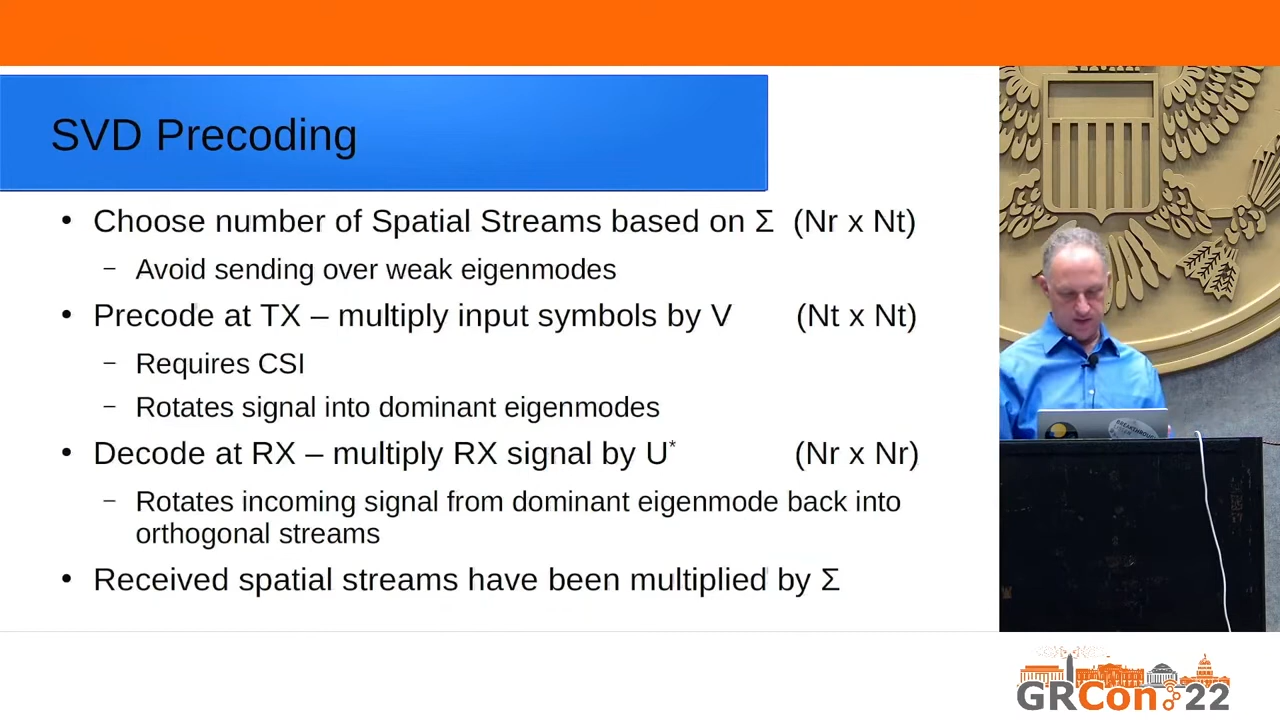 SVD Precoding
• Choose number of Spatial Streams based on Σ (Nr x Nt)
– Avoid sending over weak eigenmodes
• Precode at TX – multiply input symbols by V (Nt x Nt)
– Requires CSI
– Rotates signal into dominant eigenmodes
• Decode at RX – multiply RX signal by U* (Nr x Nr)
– Rotates incoming signal from dominant eigenmode back into
orthogonal streams
• Received spatial streams have been multiplied by Σ
BREAKTHROUGH
GRCon 22